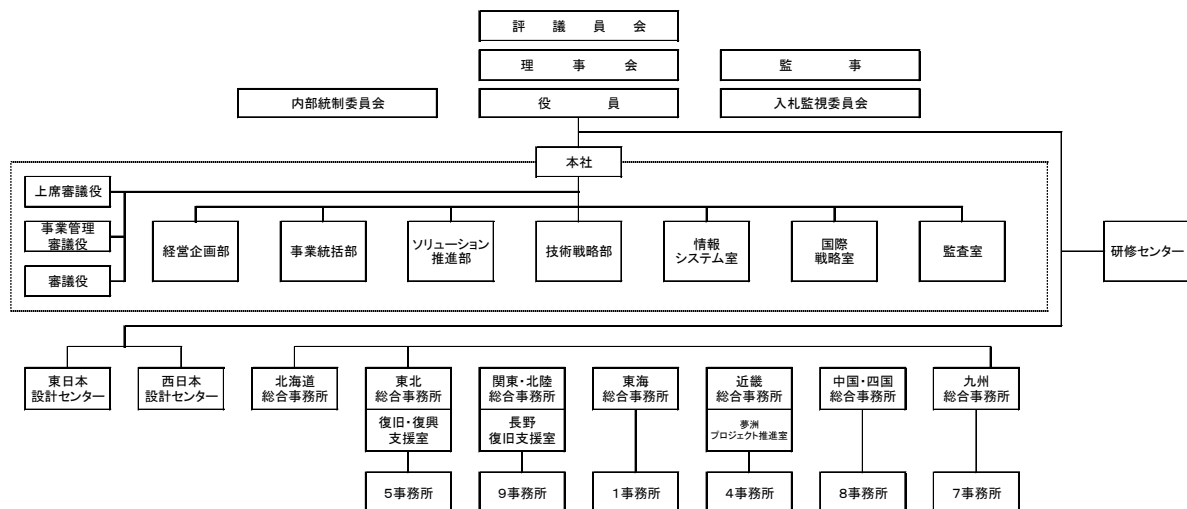 評　議　員　会
理　事　会
監　　事
内部統制委員会
役　　員
入札監視委員会
本社
上席審議役
事業管理
審議役
審議役
経営企画部
事業統括部
ソリューション
推進部
技術戦略部
情報
システム室
国際
戦略室
監査室
研修センター
東日本
設計センター
西日本
設計センター
北海道
総合事務所
東北
総合事務所
復旧・復興
支援室
関東・北陸
総合事務所
長野
復旧支援室
東海
総合事務所
近畿
総合事務所
夢洲
プロジェクト推進室
中国・四国
総合事務所
九州
総合事務所
5事務所
9事務所
1事務所
4事務所
8事務所
7事務所